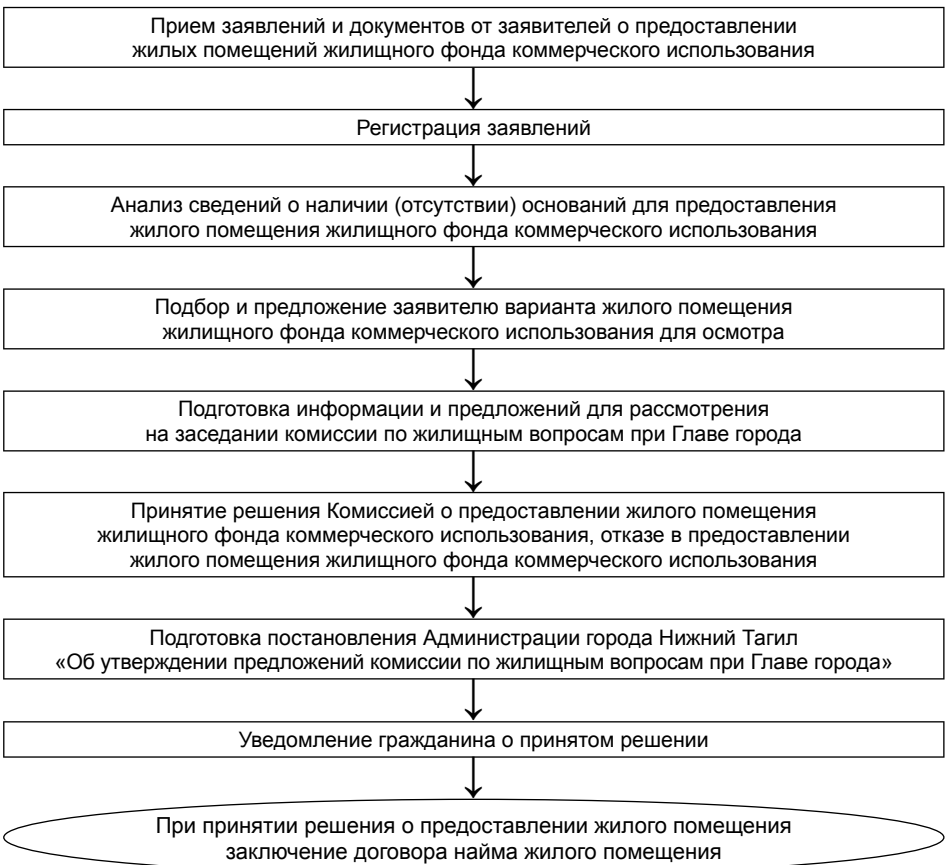 Прием заявлений и документов от заявителей о предоставлении
жилых помещений жилищного фонда коммерческого использования
Регистрация заявлений
Анализ сведений о наличии (отсутствии) оснований для предоставления
жилого помещения жилищного фонда коммерческого использования
Подбор и предложение заявителю варианта жилого помещения
жилищного фонда коммерческого использования для осмотра
Подготовка информации и предложений для рассмотрения
на заседании комиссии по жилищным вопросам при Главе города
Принятие решения Комиссией о предоставлении жилого помещения
жилищного фонда коммерческого использования, отказе в предоставлении
жилого помещения жилищного фонда коммерческого использования
Подготовка постановления Администрации города Нижний Тагил
«Об утверждении предложений комиссии по жилищным вопросам при Главе города»
Уведомление гражданина о принятом решении
При принятии решения о предоставлении жилого помещения
заключение договора найма жилого помещения